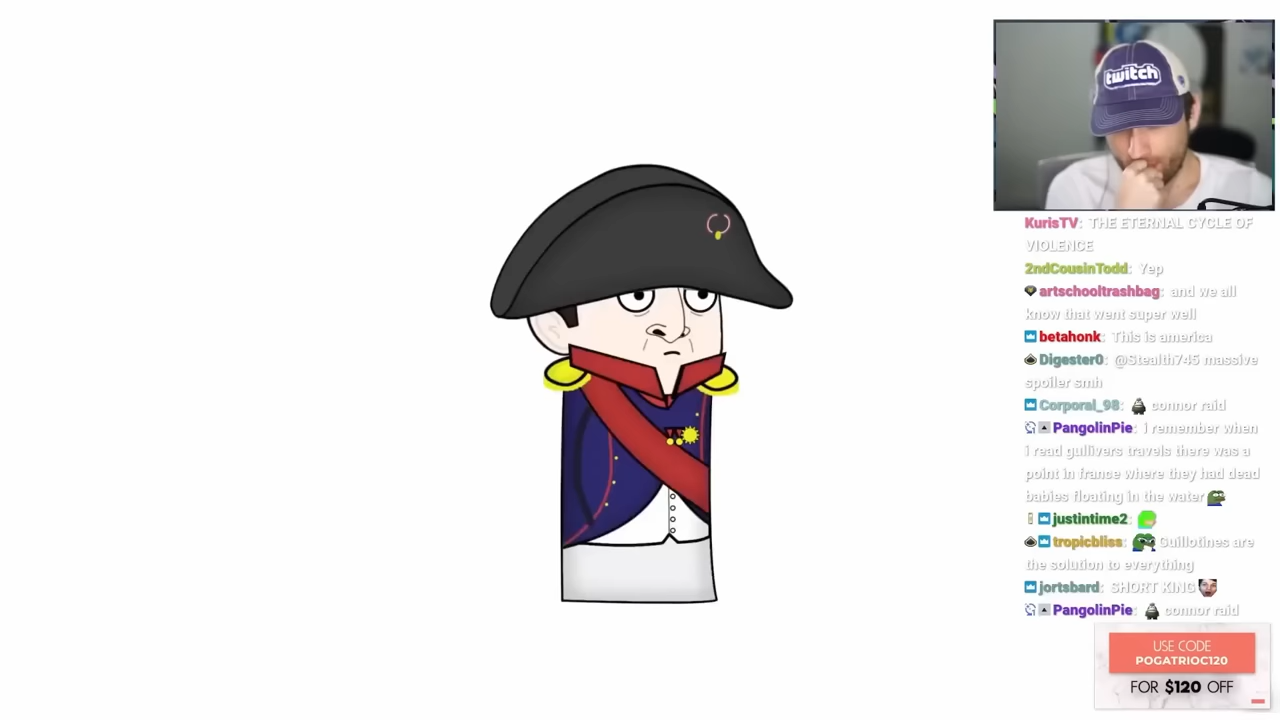 twitch
KurisTV: THE ETERNAL CYCLE OF
VIOLENCE
2ndCousinTodd: Yep
artschooltrashbag: and we all
know that went super well
betahonk: This is america
Digester0: @Stealth745 massive
spoiler smh
Corporal_98: connor raid
PangolinPie: i remember when
i read gullivers travels there was a
point in france where they had dead
babies floating in the water
justintime2:
tropicbliss: Guillotines are
the solution to everything
jortsbard: SHORT KING
PangolinPie: connor raid
USE CODE
POGATRIOC120
FOR $120 OFF